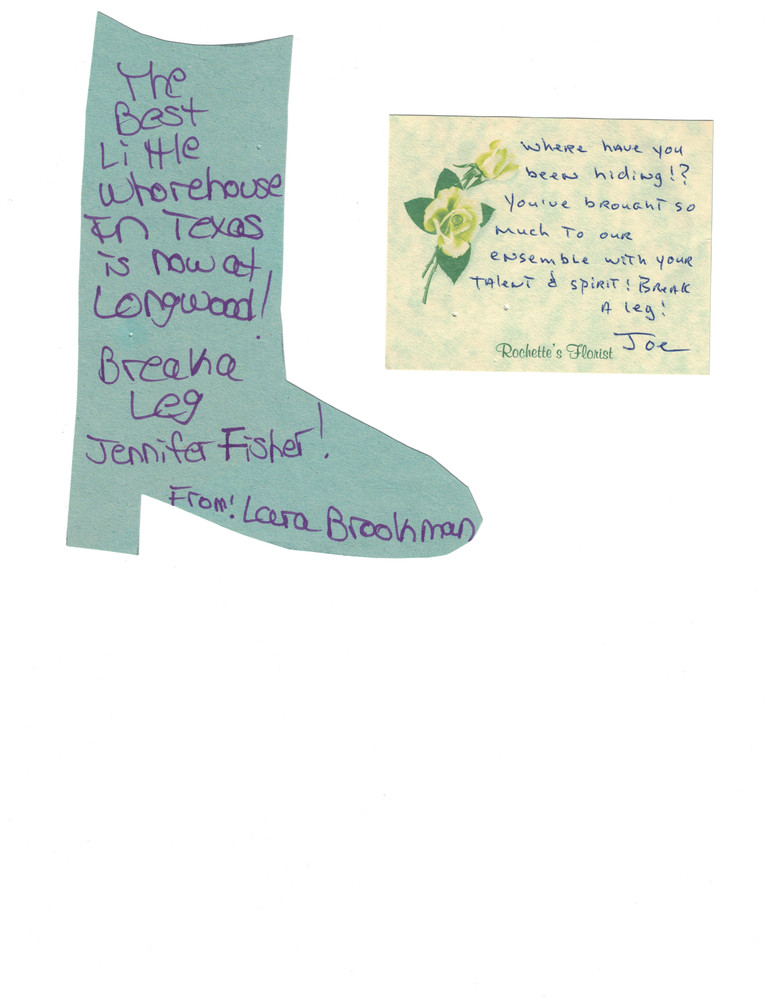 The
Best
Little
Whorehouse
In Texas
is now at
Longwood!
Break a
Leg
Jennifer Fisher!
From: Lara Brookman
Where have you
been hiding!?
You've brought so
much to our
ensemble with your
talent & spirit! Break
a leg!
Joe
Rochette's Florist